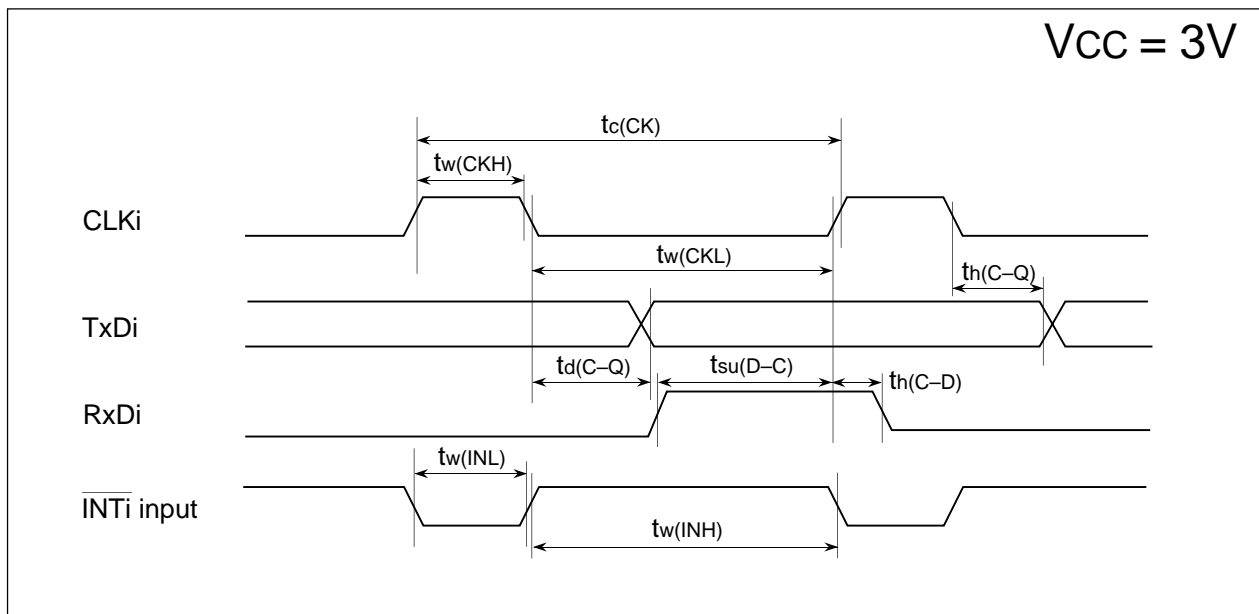 VCC = 3V
tc(CK)
tw(CKH)
CLKi
tw(CKL)
th(C–Q)
TxDi
td(C–Q)
tsu(D–C)
th(C–D)
RxDi
tw(INL)
INTi input
tw(INH)